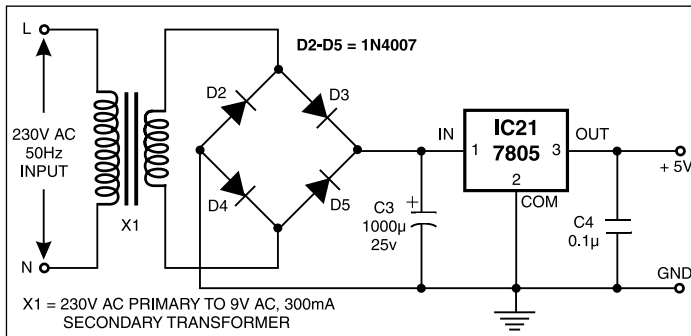 L
D2-D5 = 1N4007
D2
D3
230V AC
50Hz
INPUT
IN
IC21
OUT
1
7805
3
+ 5V
2
COM
X1
D4
D5
+
C3
1000µ
25v
C4
0.1µ
N
GND
X1 = 230V AC PRIMARY TO 9V AC, 300mA
SECONDARY TRANSFORMER